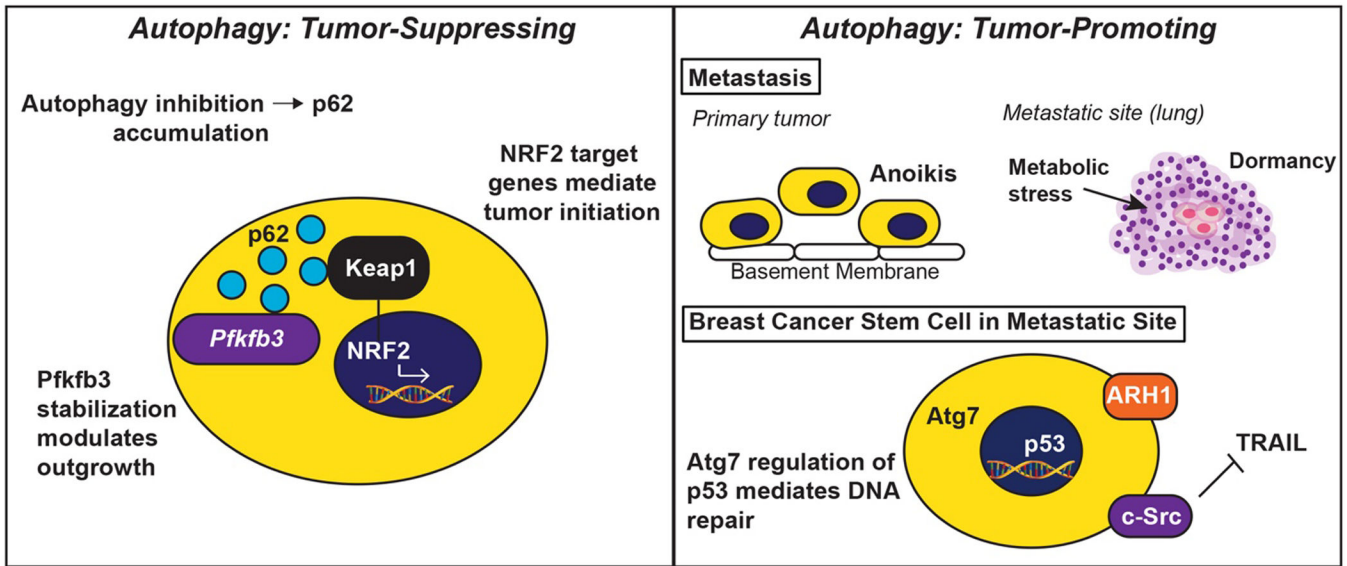 Autophagy: Tumor-Suppressing
Autophagy inhibition → p62
accumulation
NRF2 target
genes mediate
tumor initiation
p62
Keap1
Pfkfb3
NRF2
Pfkfb3
stabilization
modulates
outgrowth
Autophagy: Tumor-Promoting
Metastasis
Primary tumor
Metastatic site (lung)
Anoikis
Metabolic
stress
Dormancy
Basement Membrane
Breast Cancer Stem Cell in Metastatic Site
ARH1
Atg7
p53
TRAIL
Atg7 regulation of
p53 mediates DNA
repair
c-Src